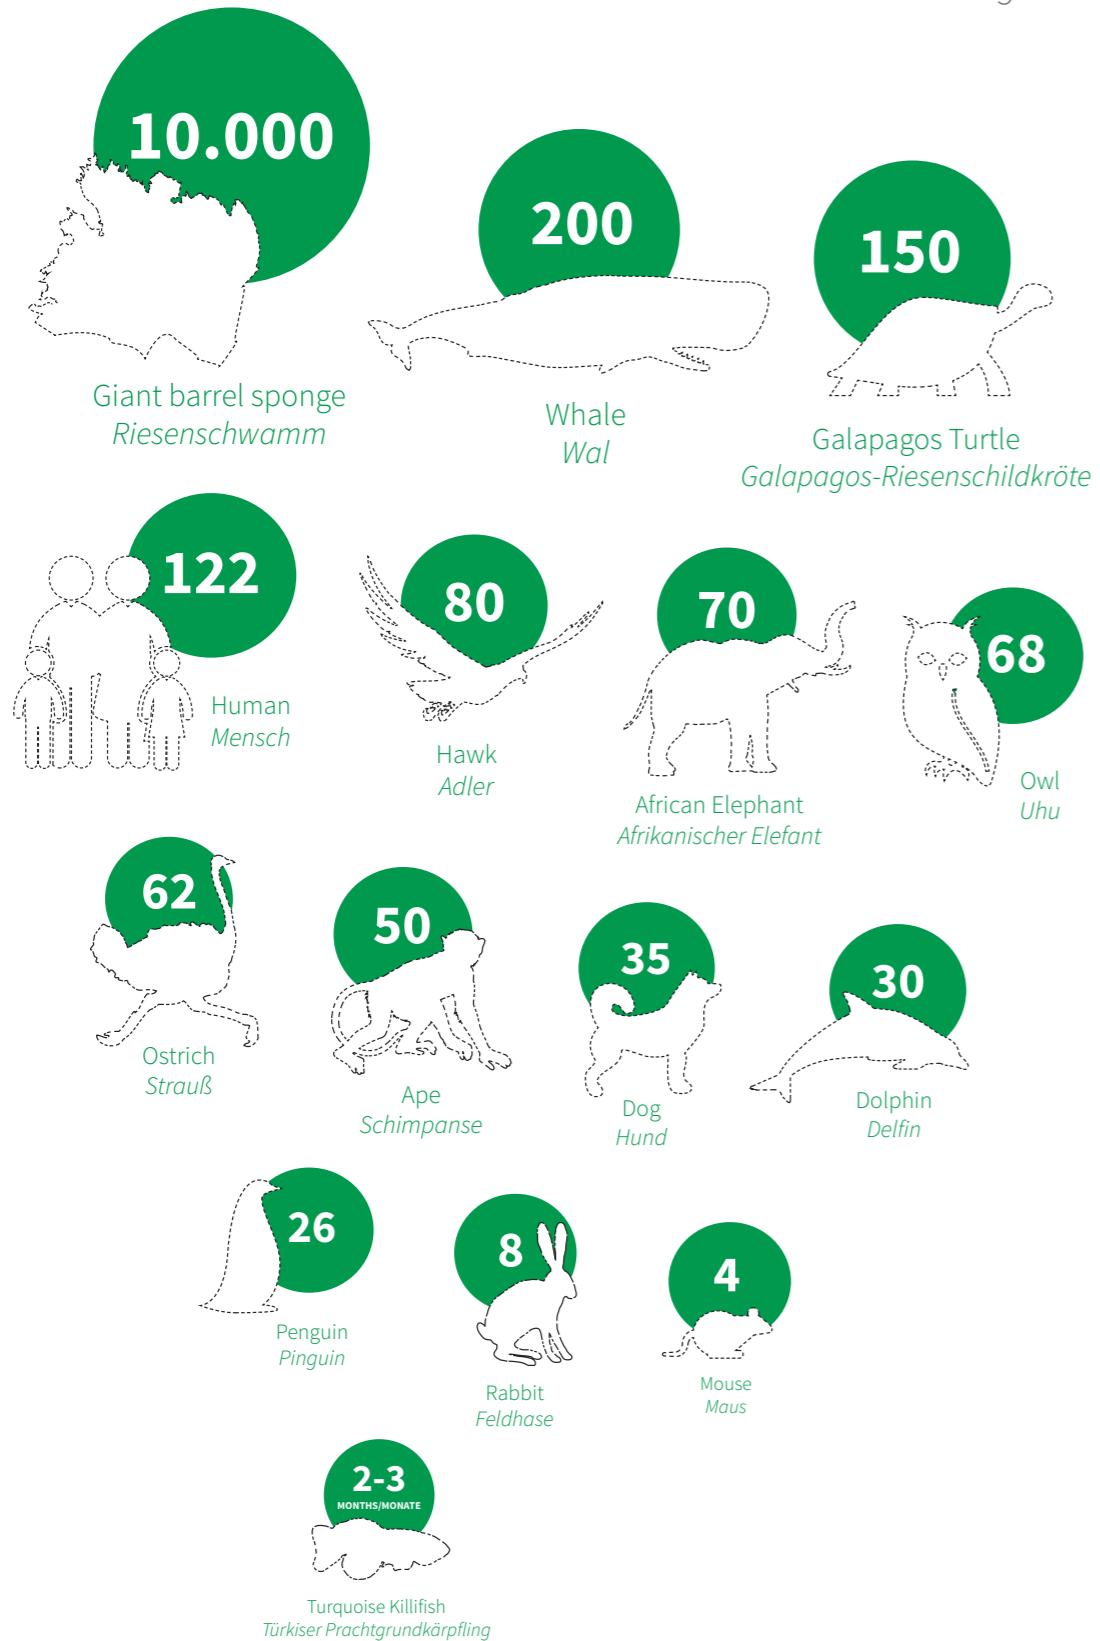 10.000
Giant barrel sponge
Riesenschwamm
200
Whale
Wal
150
Galapagos Turtle
Galapagos-Riesenschildkröte
122
Human
Mensch
80
Hawk
Adler
70
African Elephant
Afrikanischer Elefant
68
Owl
Uhu
62
Ostrich
Strauß
50
Ape
Schimpanse
35
Dog
Hund
30
Dolphin
Delfin
26
Penguin
Pinguin
8
Rabbit
Feldhase
4
Mouse
Maus
2-3
MONTHS/MONATE
Turquoise Killifish
Türkiser Prachtgrundkärpfling